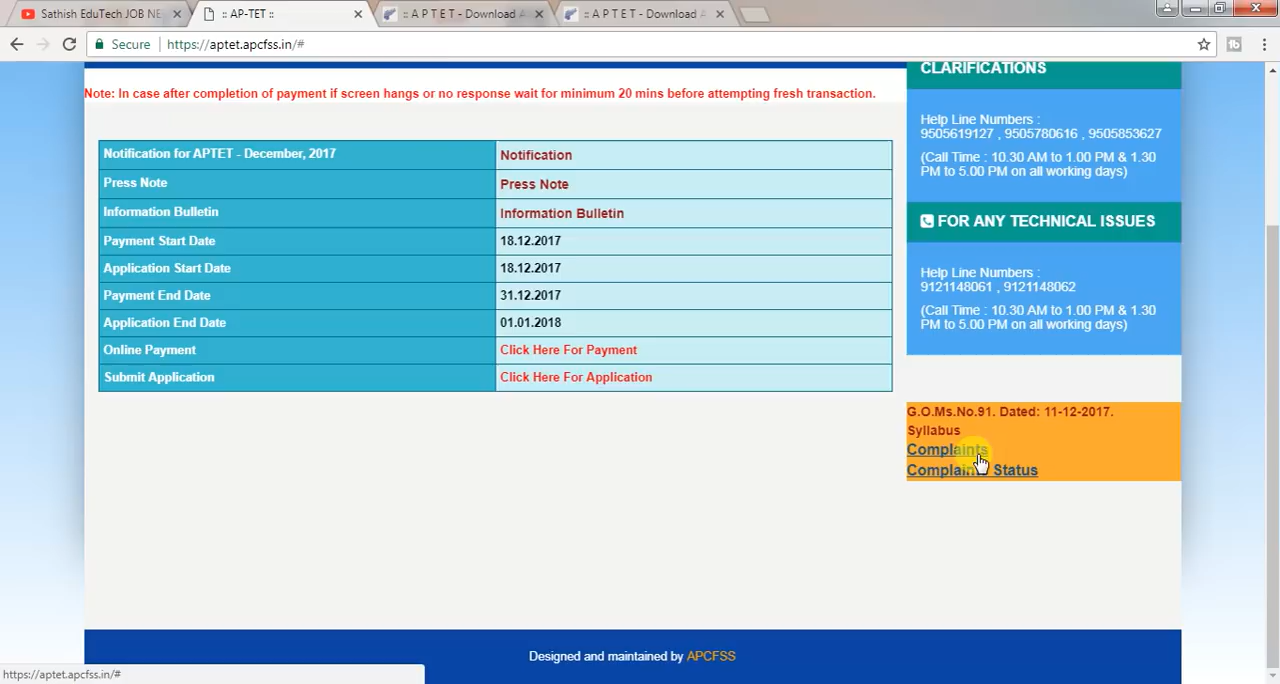 Sathish EduTech JOB NE
:: AP-TET ::
:: A P T E T - Download A
:: A P T E T - Download A
Secure
https://aptet.apcfss.in/#
Note: In case after completion of payment if screen hangs or no response wait for minimum 20 mins before attempting fresh transaction.
Notification for APTET - December, 2017 Notification
Press Note Press Note
Information Bulletin Information Bulletin
Payment Start Date 18.12.2017
Application Start Date 18.12.2017
Payment End Date 31.12.2017
Application End Date 01.01.2018
Online Payment Click Here For Payment
Submit Application Click Here For Application
CLARIFICATIONS
Help Line Numbers :
9505619127 , 9505780616 , 9505853627
(Call Time : 10.30 AM to 1.00 PM & 1.30
PM to 5.00 PM on all working days)
FOR ANY TECHNICAL ISSUES
Help Line Numbers :
9121148061 , 9121148062
(Call Time : 10.30 AM to 1.00 PM & 1.30
PM to 5.00 PM on all working days)
G.O.Ms.No.91. Dated: 11-12-2017.
Syllabus
Complaints
Complaints Status
Designed and maintained by APCFSS
https://aptet.apcfss.in/#